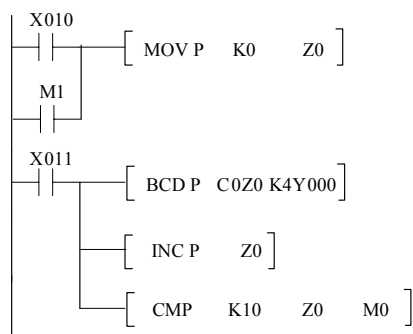 X010
MOV P K0 Z0
M1
X011
BCD P C0Z0 K4Y000
INC P Z0
CMP K10 Z0 M0